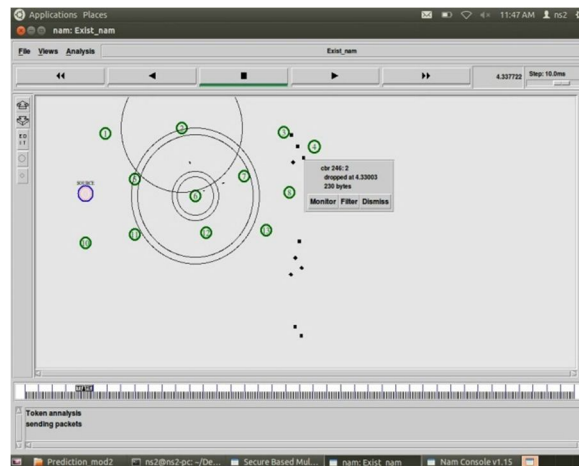 Applications Places 11:47 AM ns2
nam: Exist_nam
File Views Analysis Exist_nam
4.337722 Step: 10.0ms
ED
IT
1
2
3
4
SOURCE
5
7
6
8
10
11
12
13
cbr 246: 2
dropped at 4.33003
230 bytes
Monitor Filter Dismiss
Token annalysis
sending packets
Prediction_mod2 ns2@ns2-pc: ~/De... Secure Based Mul... nam: Exist_nam Nam Console v1.15